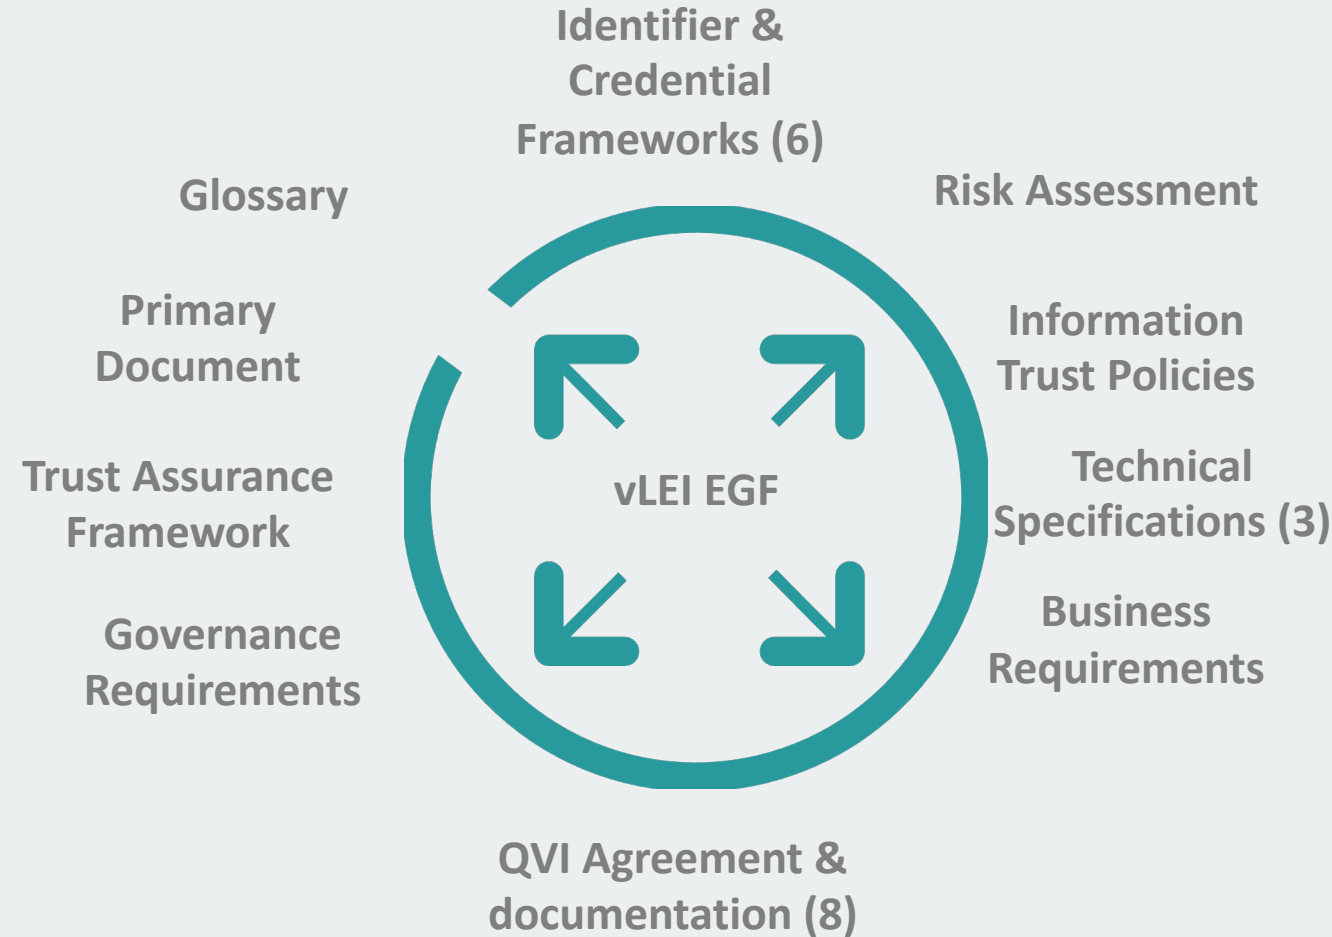 Identifier &
Credential
Frameworks (6)
Glossary
Risk Assessment
Primary
Document
Information
Trust Policies
Trust Assurance
Framework
vLEI EGF
Technical
Specifications (3)
Governance
Requirements
Business
Requirements
QVI Agreement &
documentation (8)